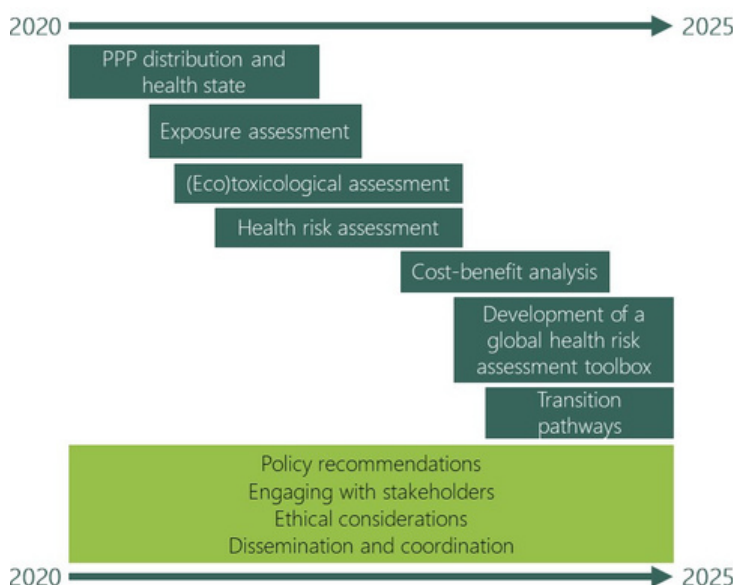 2020
2025
PPP distribution and
health state
Exposure assessment
(Eco)toxicological assessment
Health risk assessment
Cost-benefit analysis
Development of a
global health risk
assessment toolbox
Transition
pathways
Policy recommendations
Engaging with stakeholders
Ethical considerations
Dissemination and coordination
2020
2025